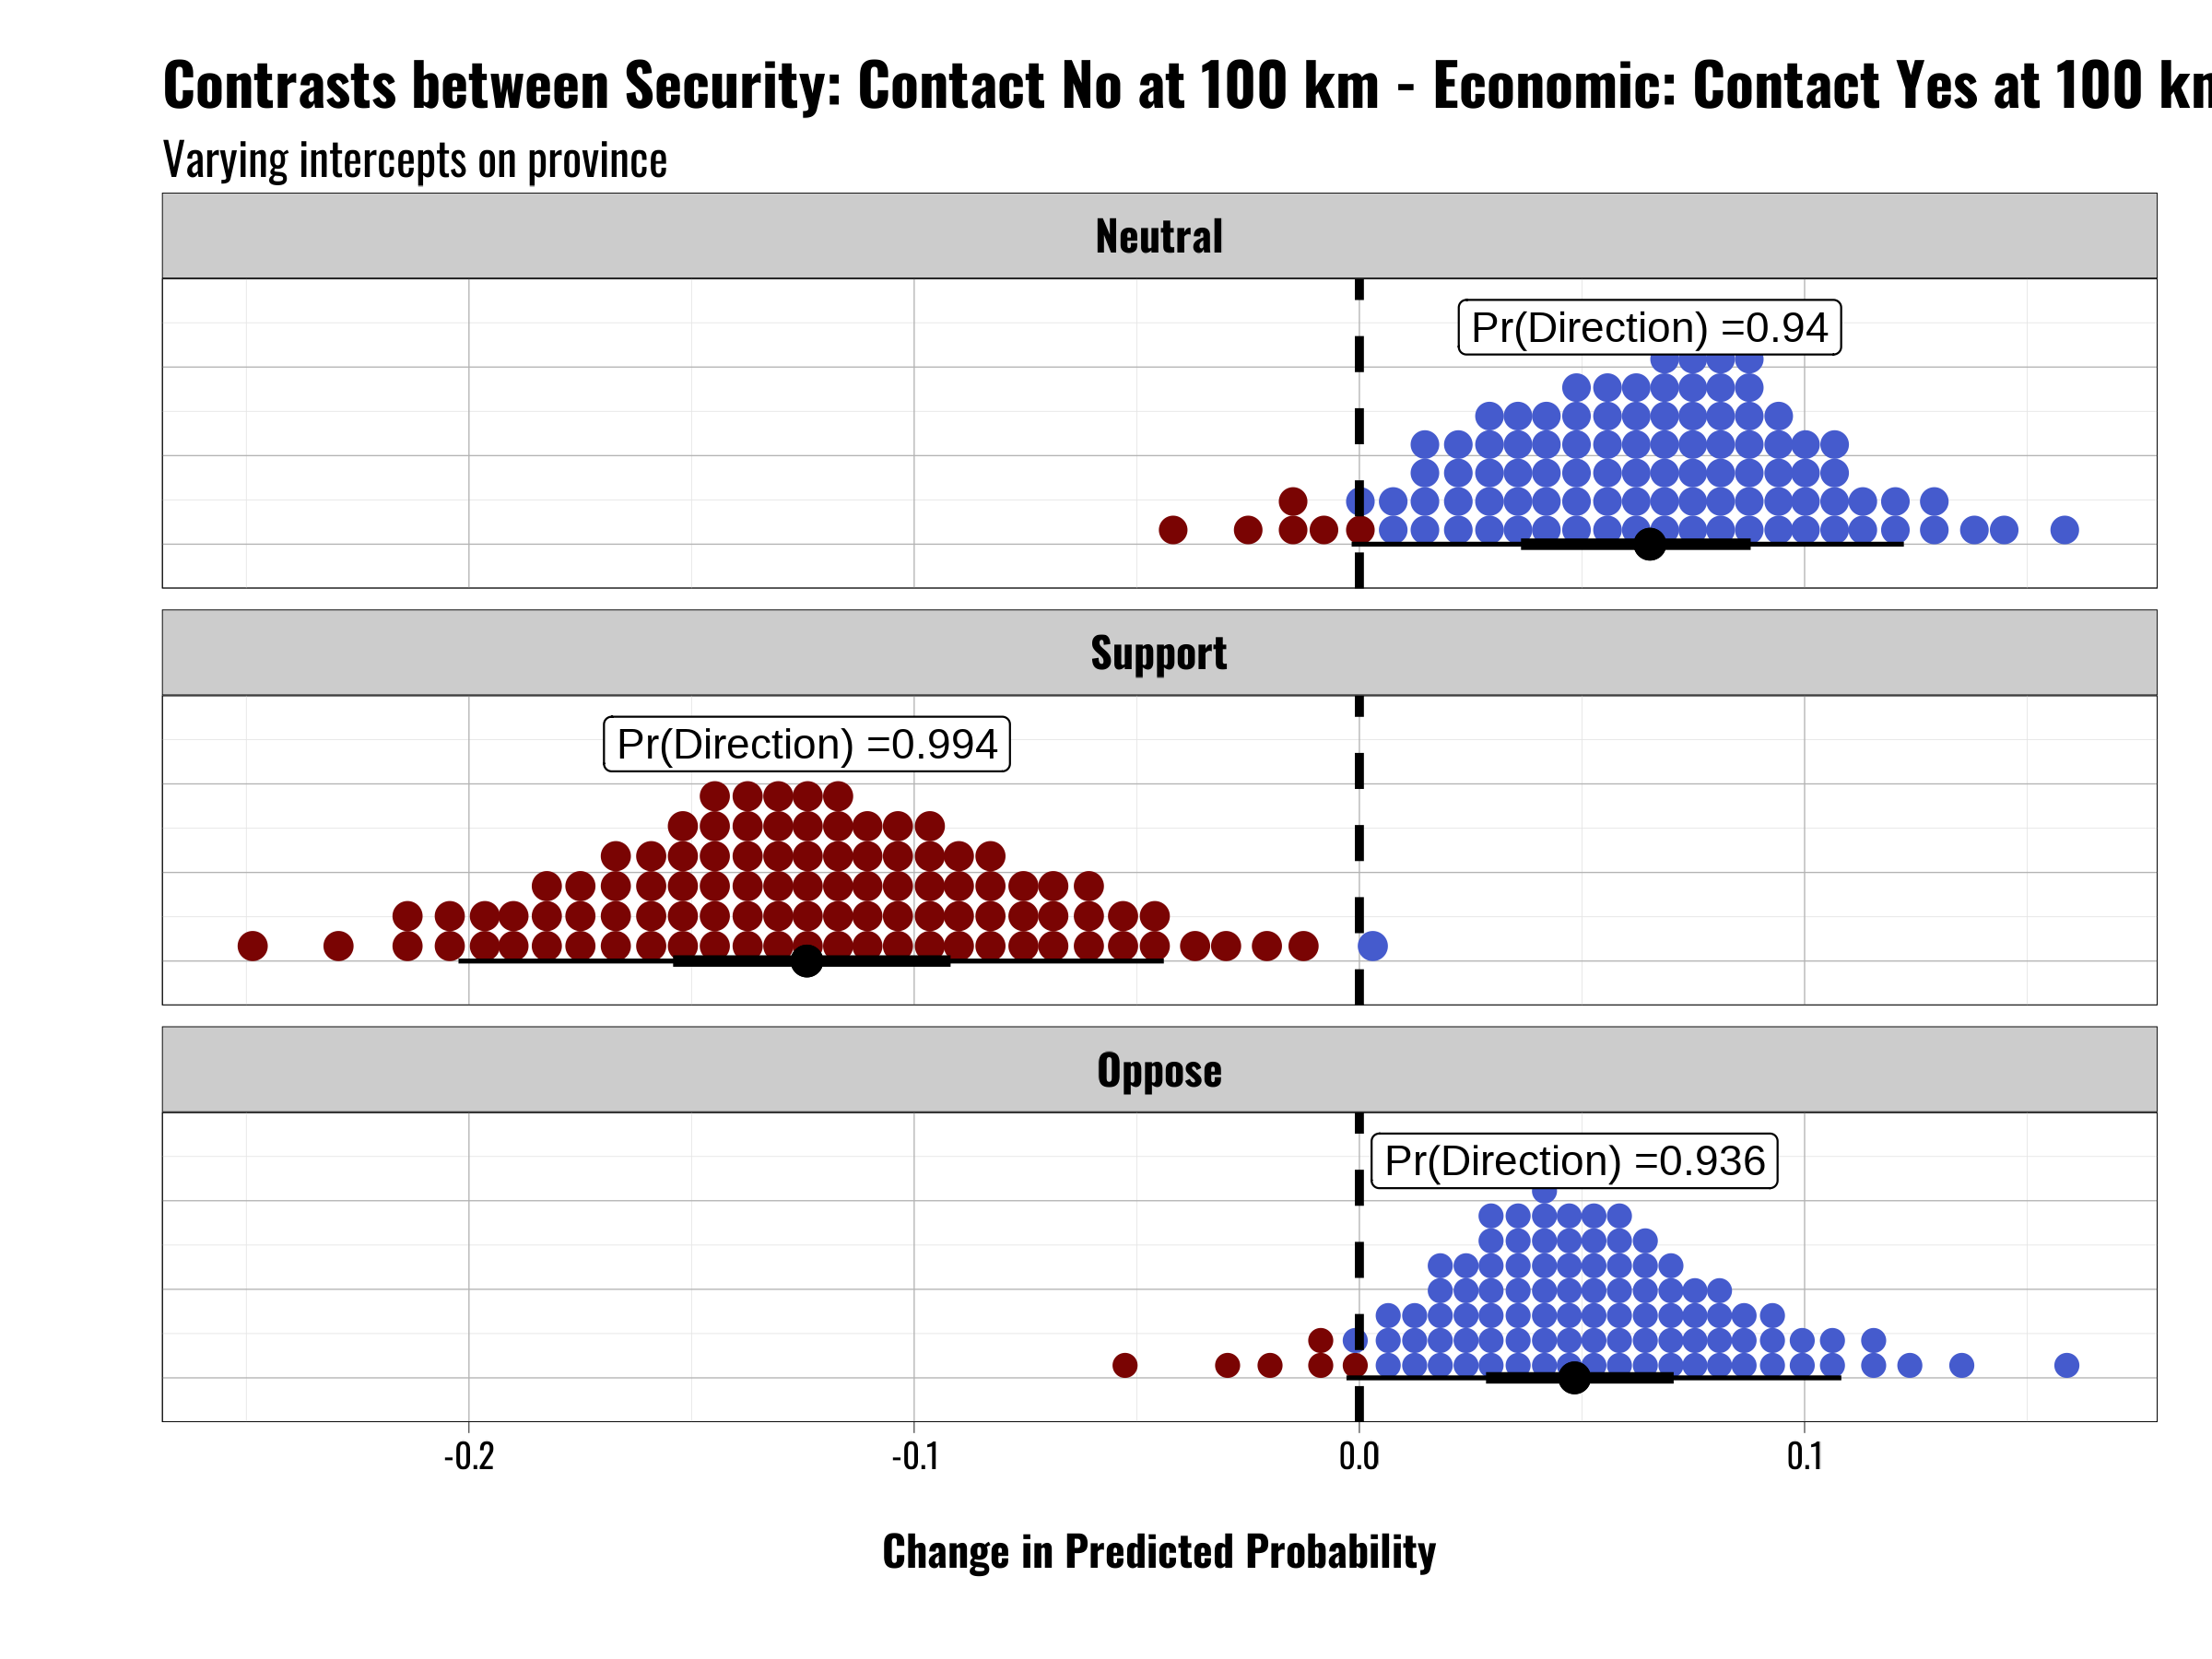 Contrasts between Security: Contact No at 100 km - Economic: Contact Yes at 100
Varying intercepts on province
Neutral
Pr(Direction) =0.94
Support
Pr(Direction) =0.994
Oppose
Pr(Direction) =0.936
-0.2 -0.1 0.0 0.1
Change in Predicted Probability